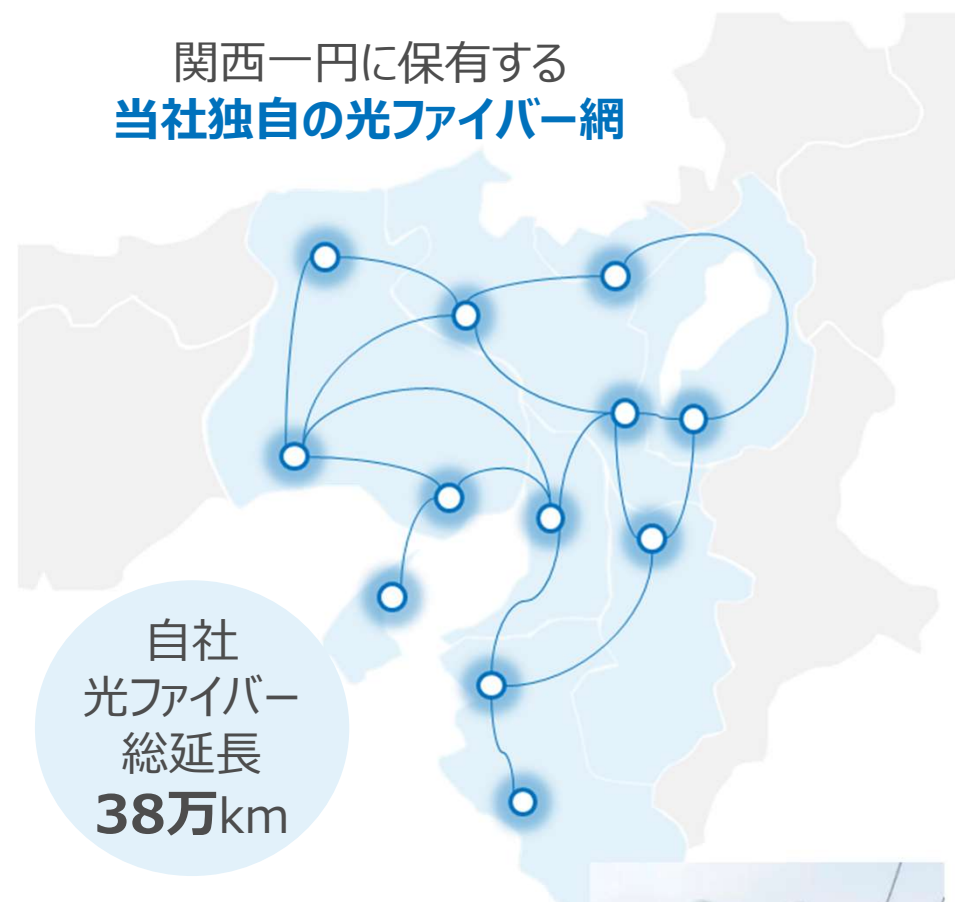 関西一円に保有する
当社独自の光ファイバー網
自社
光ファイバー
総延長
38万km